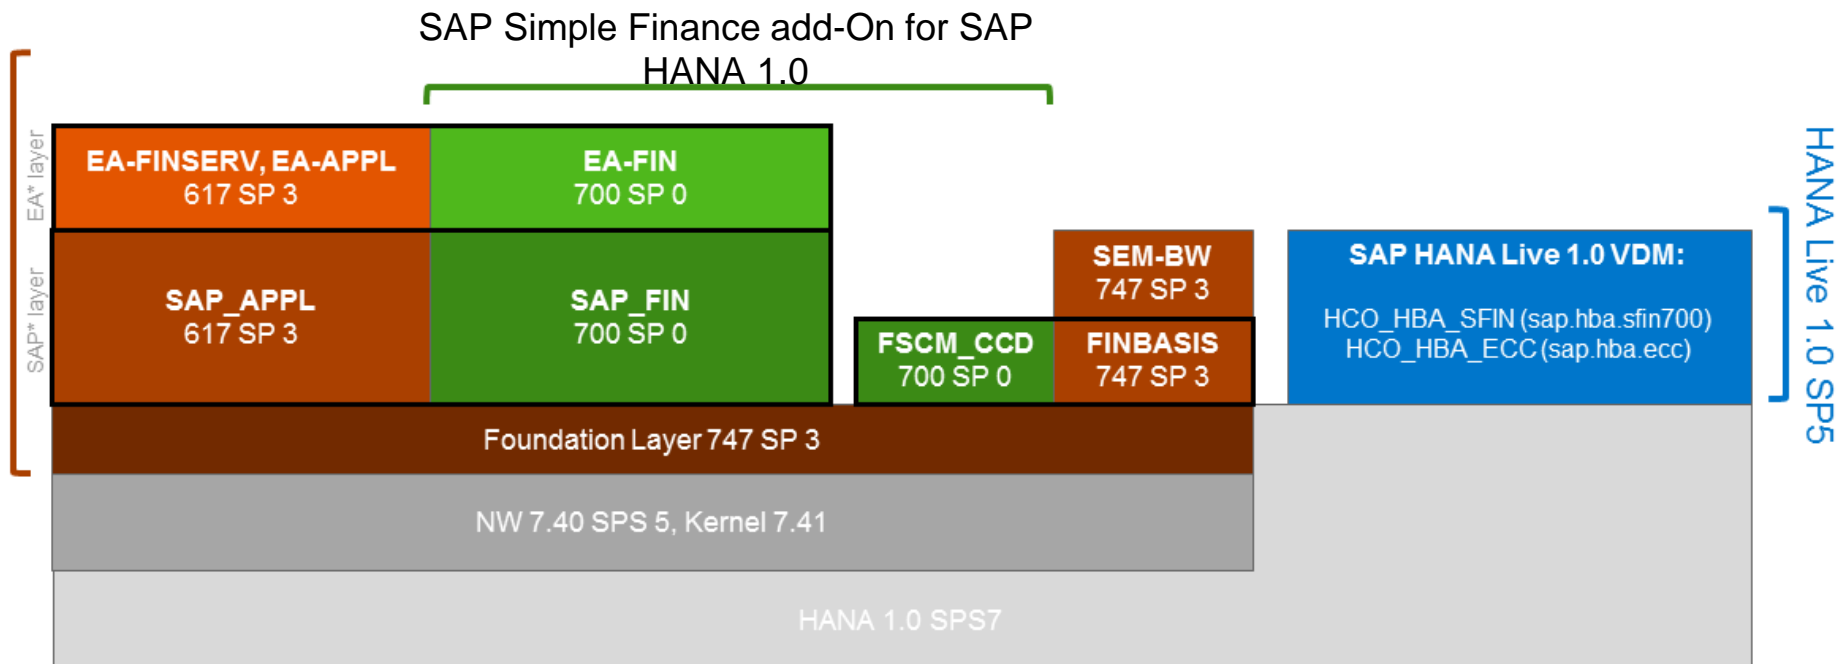 SAP Simple Finance add-On for SAP
HANA 1.0
EA* layer
EA-FINSERV, EA-APPL
617 SP 3
EA-FIN
700 SP 0
SAP* layer
SAP_APPL
617 SP 3
SAP_FIN
700 SP 0
FSCM_CCD
700 SP 0
SEM-BW
747 SP 3
FINBASIS
747 SP 3
SAP HANA Live 1.0 VDM:
HCO_HBA_SFIN (sap.hba.sfin700)
HCO_HBA_ECC (sap.hba.ecc)
HANA Live 1.0 SP5
Foundation Layer 747 SP 3
NW 7.40 SPS 5, Kernel 7.41
HANA 1.0 SPS7